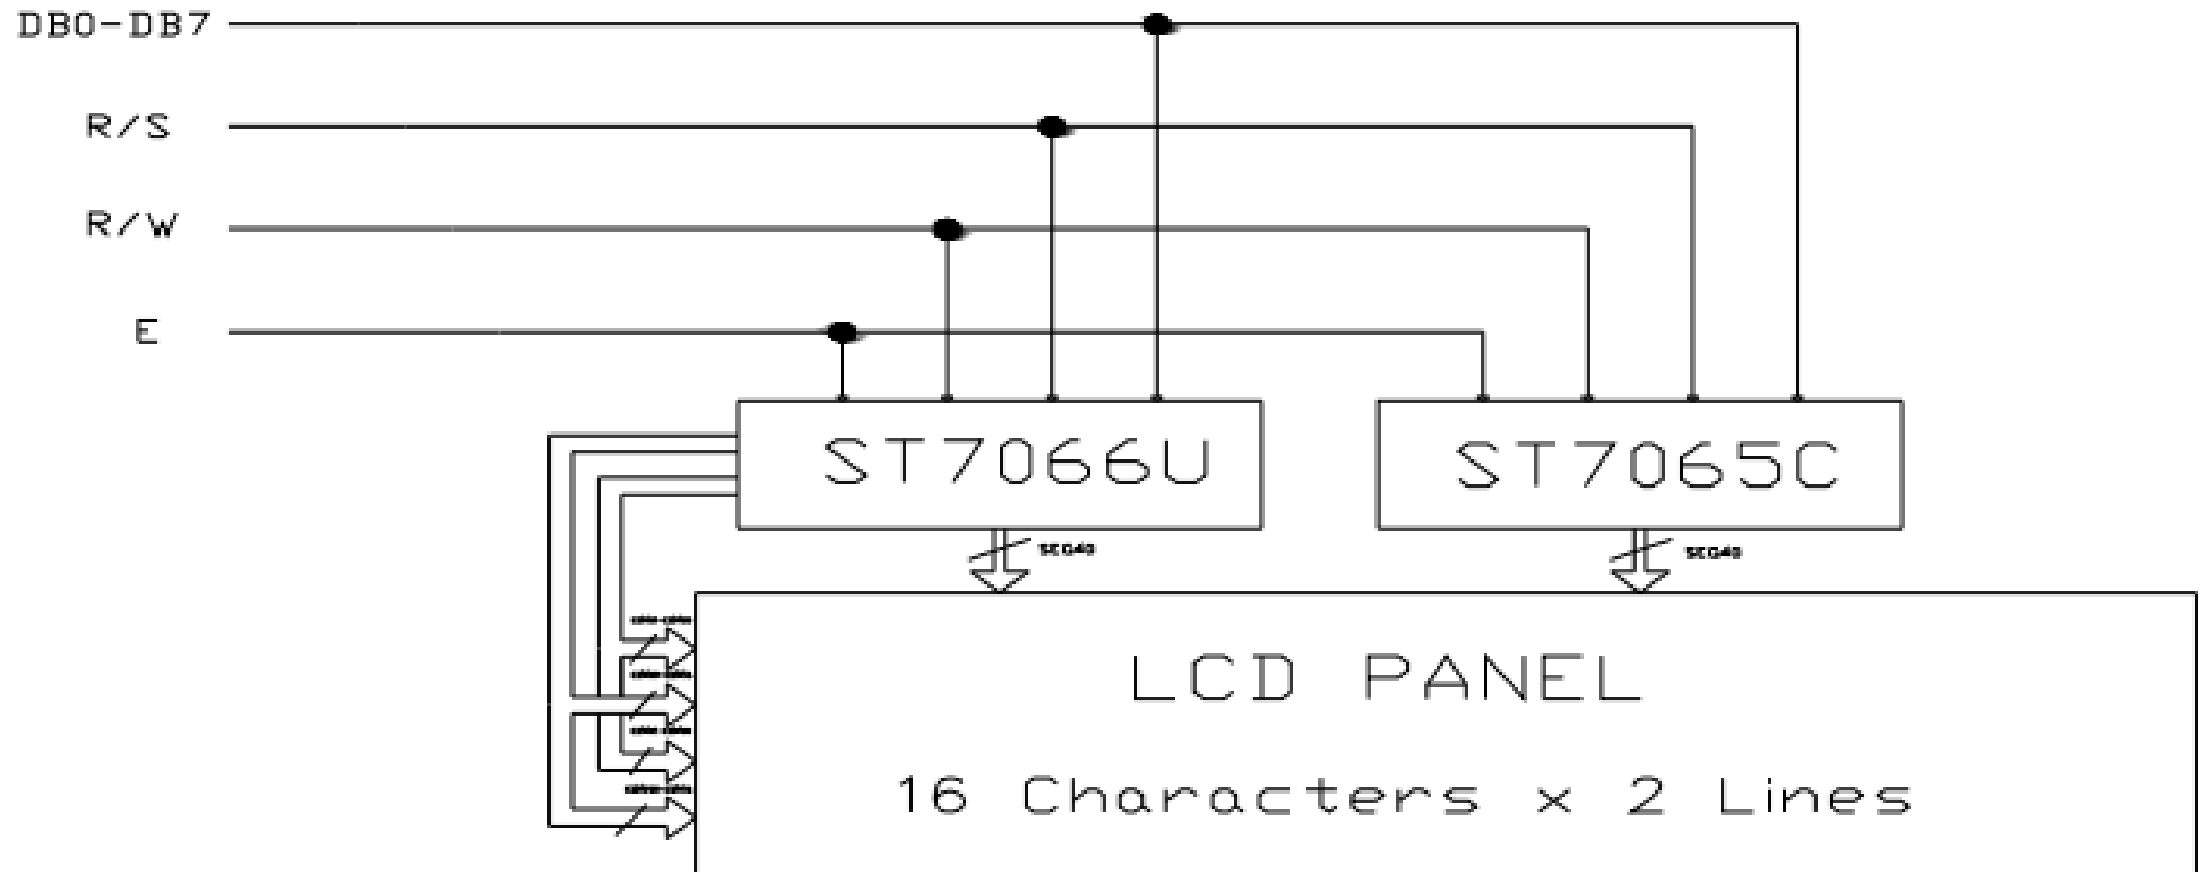 DB0-DB7
R/S
R/W
E
ST7066U
ST7065C
SEG40
SEG40
LCD PANEL
16 Characters x 2 Lines